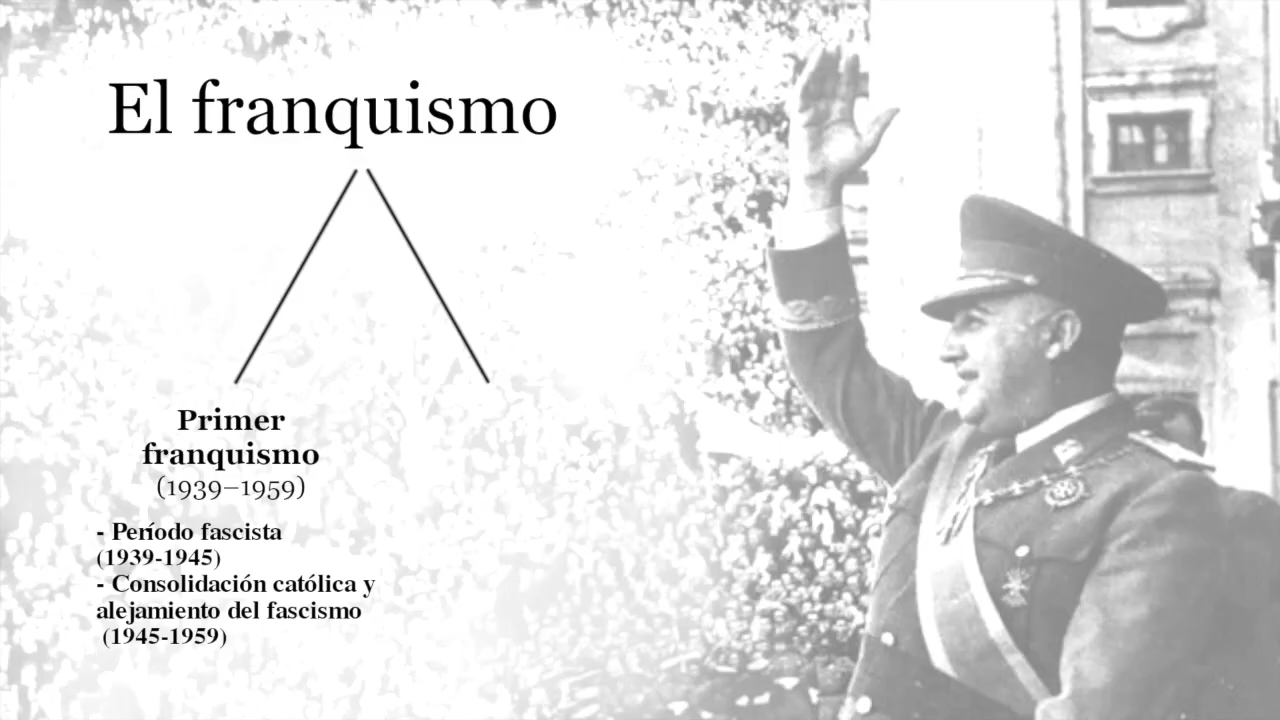 El franquismo
Primer
franquismo
(1939–1959)
- Período fascista
(1939-1945)
- Consolidación católica y
alejamiento del fascismo
(1945-1959)